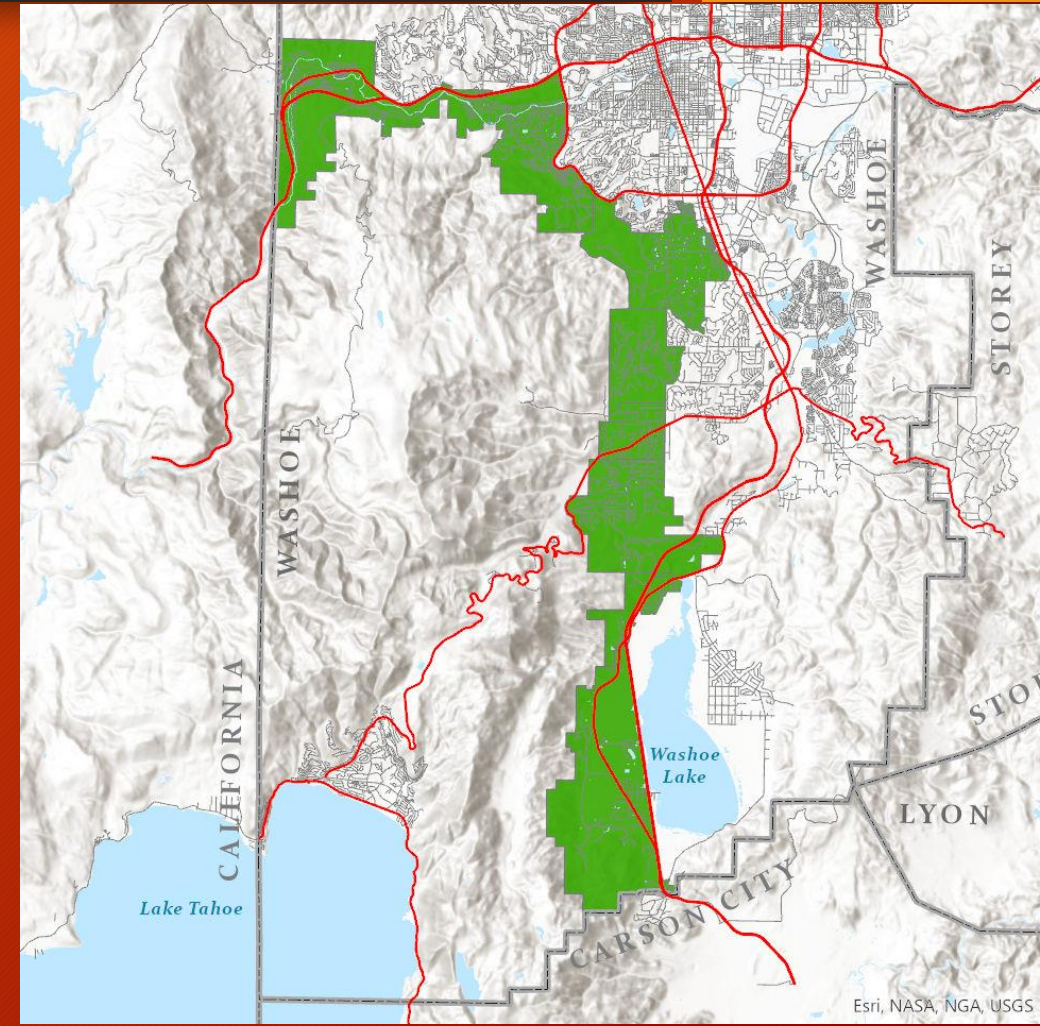 WASHOE
STOREY
WASHOE
CALIFORNIA
STO
Washoe
Lake
LYON
CARSON CITY
Lake Tahoe
Esri, NASA, NGA, USGS